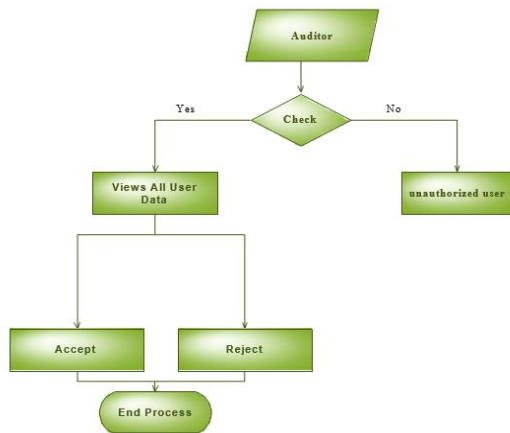 Auditor
Yes
No
Check
Views All User
Data
unauthorized user
Accept
Reject
End Process